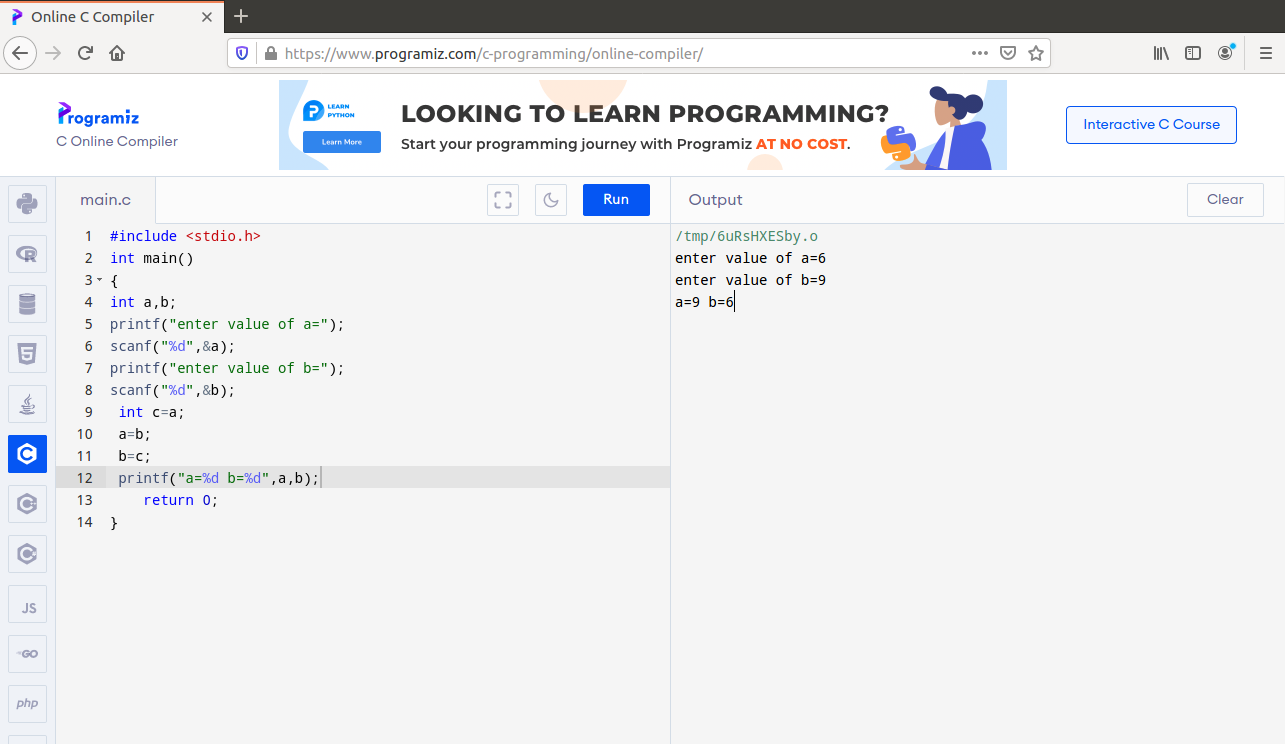 Online C Compiler
https://www.programiz.com/c-programming/online-compiler/
Programiz
C Online Compiler
LEARN
PYTHON
Learn More
LOOKING TO LEARN PROGRAMMING?
Start your programming journey with Programiz AT NO COST.
Interactive C Course
main.c
Run
Output
Clear
1 #include <stdio.h>
2 int main()
3 {
4 int a,b;
5 printf("enter value of a=");
6 scanf("%d",&a);
7 printf("enter value of b=");
8 scanf("%d",&b);
9 int c=a;
10 a=b;
11 b=c;
12 printf("a=%d b=%d",a,b);
13 return 0;
14 }
/tmp/6uRsHXESby.o
enter value of a=6
enter value of b=9
a=9 b=6
R
C
JS
GO
php